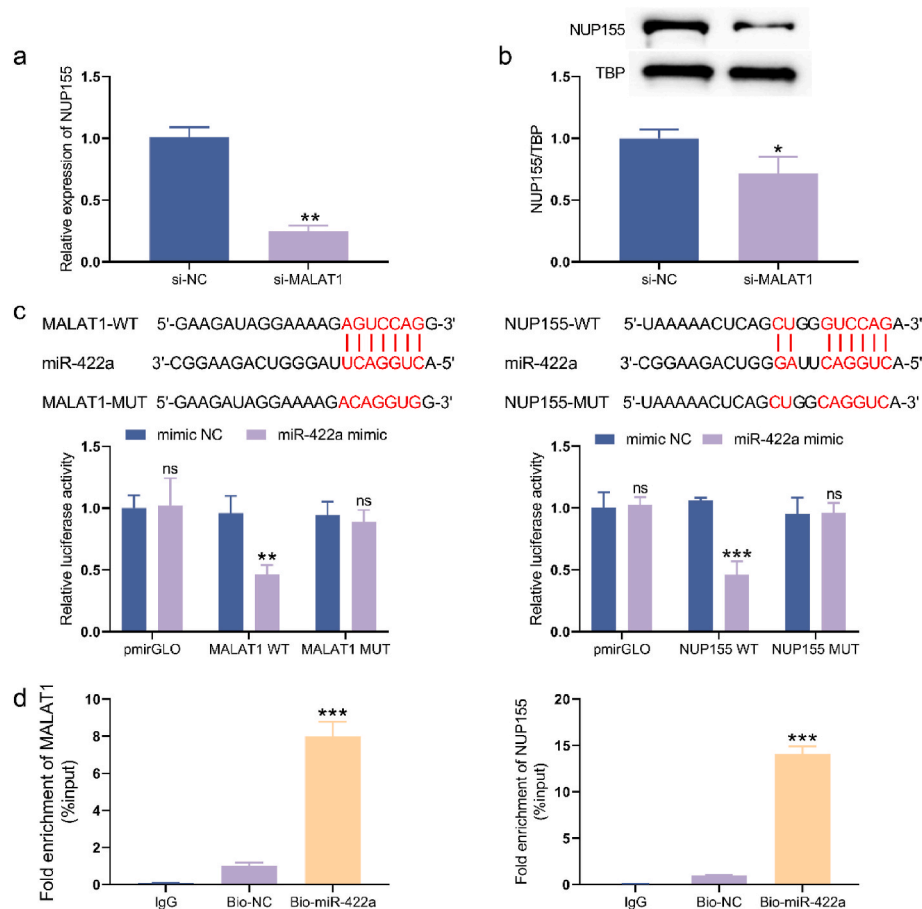 a
Relative expression of NUP155
1.5
1.0
0.5
0.0
**
si-NC
si-MALAT1
b
NUP155
TBP
NUP155/TBP
1.5
1.0
0.5
0.0
*
si-NC
si-MALAT1
c
MALAT1-WT 5'-GAAGAUAGGAAAAGAGUCCAGG-3'
miR-422a 3'-CGGAAGACUGGGAUUCAGGUCA-5'
MALAT1-MUT 5'-GAAGAUAGGAAAAGACAGGUGG-3'
mimic NC
miR-422a mimic
Relative luciferase activity
1.5
1.0
0.5
0.0
ns
**
ns
pmirGLO
MALAT1 WT
MALAT1 MUT
NUP155-WT 5'-UAAAAACUCAGCUGGGUCCAGA-3'
miR-422a 3'-CGGAAGACUGGGAUUCAGGUCA-5'
NUP155-MUT 5'-UAAAAACUCAGCUGGCAGGUCA-3'
mimic NC
miR-422a mimic
Relative luciferase activity
1.5
1.0
0.5
0.0
ns
***
ns
pmirGLO
NUP155 WT
NUP155 MUT
d
Fold enrichment of MALAT1
(%input)
10
8
6
4
2
0
***
IgG
Bio-NC
Bio-miR-422a
Fold enrichment of NUP155
(%input)
20
15
10
5
0
***
IgG
Bio-NC
Bio-miR-422a